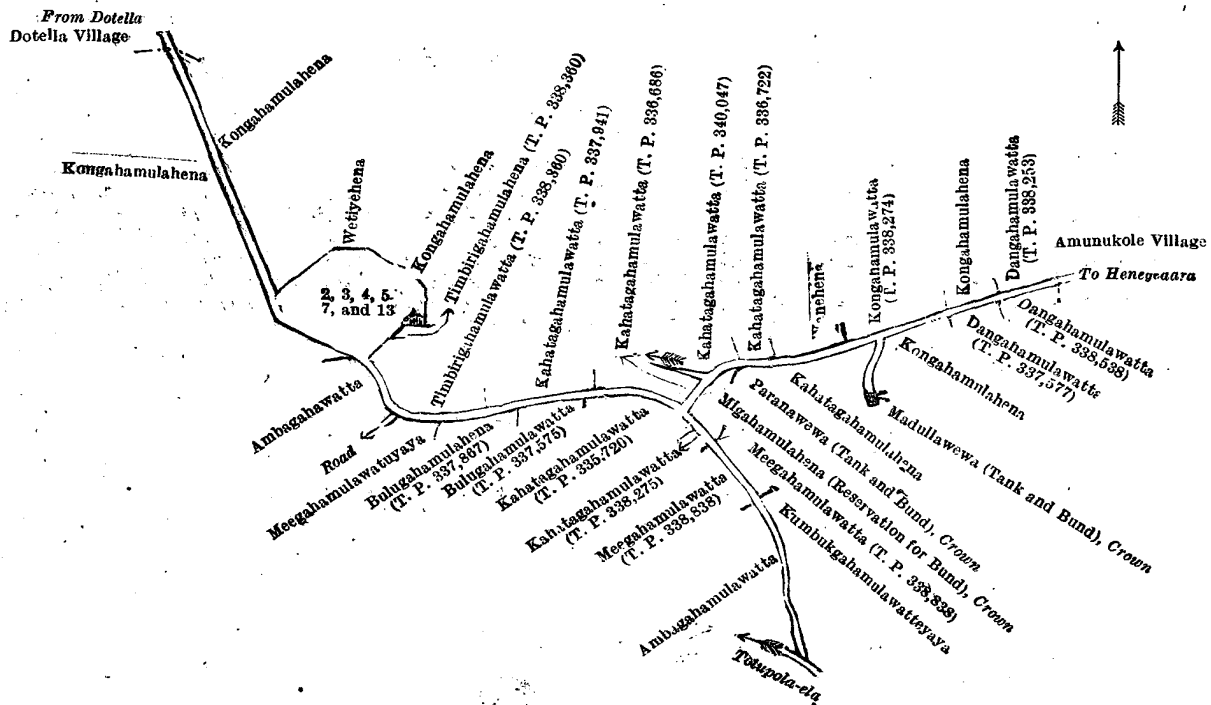 From Dotella
Dotella Village
Kongahamulahena
Kongahamulahena
Wetiyehena
Kongahamulahena
Timbirigahamulahena (T. P. 338,360)
Timbirigahamulawatta (T. P. 338,360)
Kahatagahamulawatta (T. P. 337,941)
Kahatagahamulawatta (T. P. 336,686)
Kahatagahamulawatta (T. P. 340,047)
Kahatagahamulawatta (T. P. 336,722)
Kongahamulawatta
(T. P. 338,274)
Kongahamulahena
Dangahamulawatta
(T. P. 338,253)
Amunukole Village
To Henegedara
3, 4, 5
7, and 13
Ambagahawatta
Road
Meegahamulawatuyaya
Bulugahamulahena
(T. P. 337,867)
Bulugahamulawatta
(T. P. 337,575)
Kahatagahamulawatta
(T. P. 335,720)
Kahatagahamulawatta
(T. P. 338,275)
Meegahamulawatta
(T. P. 338,838)
Ambagahamulawatta
Totupola-ela
Kumbukgahamulawatteyaya
Meegahamulawatta (T. P. 338,838)
Migahamulahena (Reservation for Bund), Crown
Paranawewa (Tank and Bund), Crown
Kahatagahamulahena
Madullawewa (Tank and Bund), Crown
Kongahamulahena
Dangahamulawatta
(T. P. 337,577)
Dangahamulawatta
(T. P. 338,538)